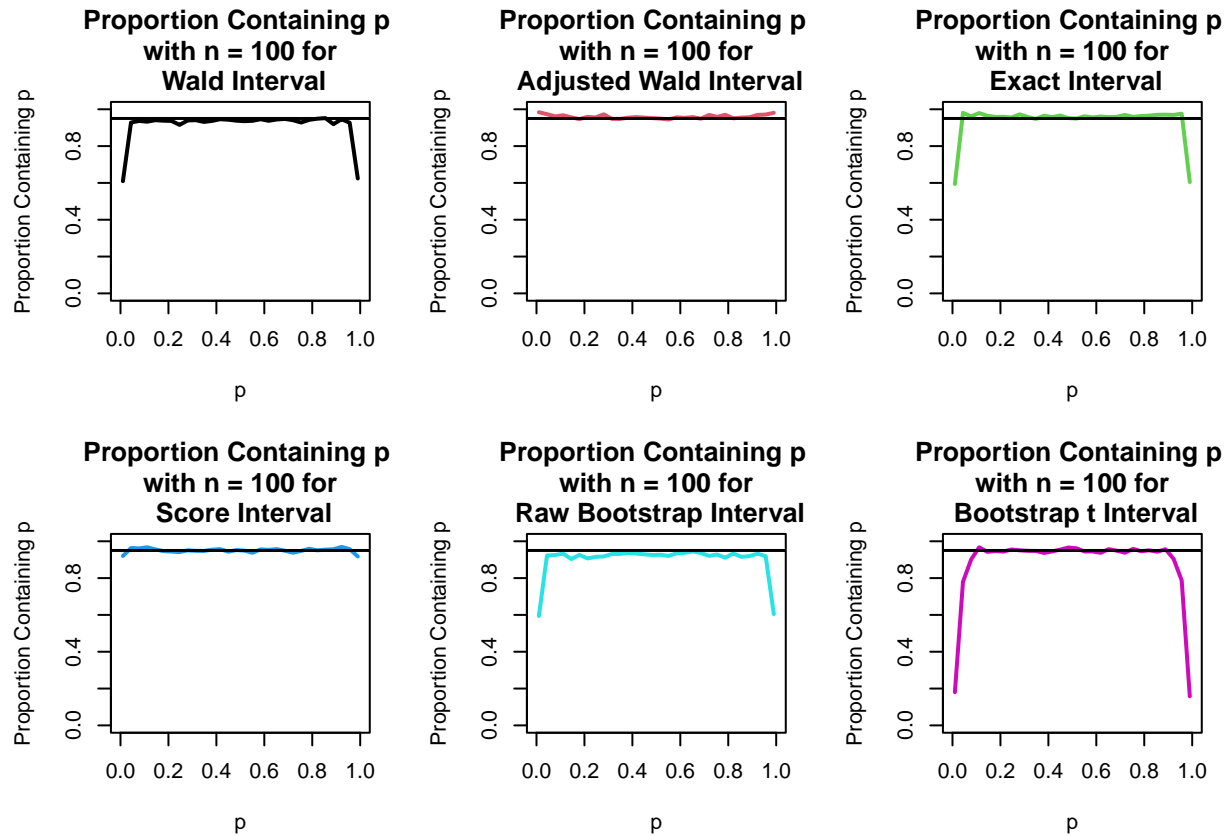 Proportion Containing p
with n = 100 for
Wald Interval
Proportion Containing p
0.0 0.4 0.8
0.0 0.2 0.4 0.6 0.8 1.0
p
Proportion Containing p
with n = 100 for
Adjusted Wald Interval
Proportion Containing p
0.0 0.4 0.8
0.0 0.2 0.4 0.6 0.8 1.0
p
Proportion Containing p
with n = 100 for
Exact Interval
Proportion Containing p
0.0 0.4 0.8
0.0 0.2 0.4 0.6 0.8 1.0
p
Proportion Containing p
with n = 100 for
Score Interval
Proportion Containing p
0.0 0.4 0.8
0.0 0.2 0.4 0.6 0.8 1.0
p
Proportion Containing p
with n = 100 for
Raw Bootstrap Interval
Proportion Containing p
0.0 0.4 0.8
0.0 0.2 0.4 0.6 0.8 1.0
p
Proportion Containing p
with n = 100 for
Bootstrap t Interval
Proportion Containing p
0.0 0.4 0.8
0.0 0.2 0.4 0.6 0.8 1.0
p